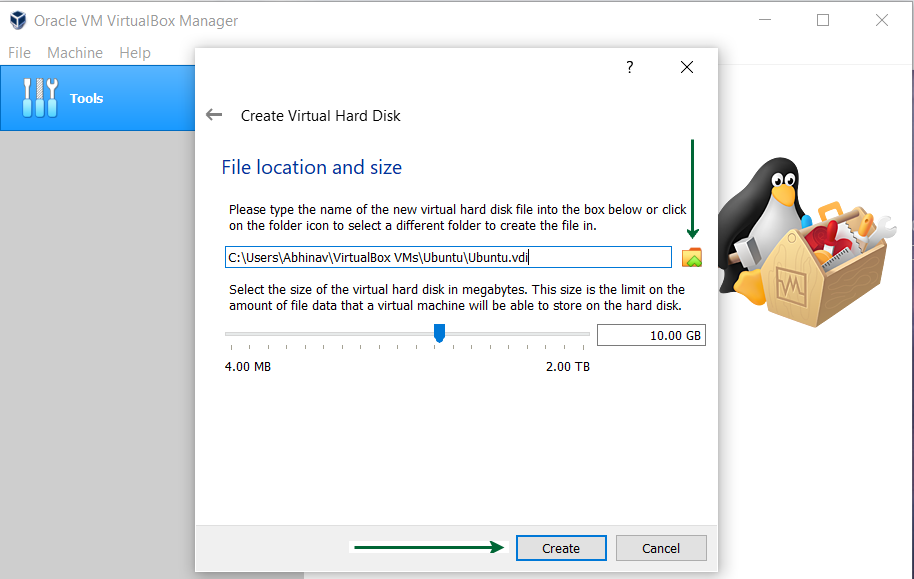 Oracle VM VirtualBox Manager
File Machine Help
Tools
?
Create Virtual Hard Disk
File location and size
Please type the name of the new virtual hard disk file into the box below or click
on the folder icon to select a different folder to create the file in.
C:\Users\Abhinav\VirtualBox VMs\Ubuntu\Ubuntu.vdi
Select the size of the virtual hard disk in megabytes. This size is the limit on the
amount of file data that a virtual machine will be able to store on the hard disk.
10.00 GB
4.00 MB 2.00 TB
Create Cancel